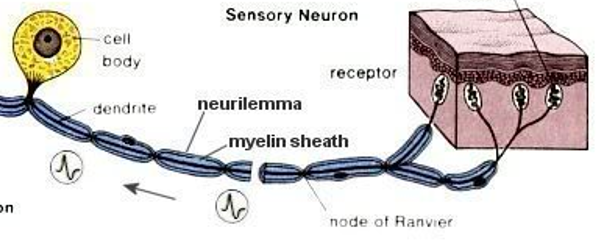 Sensory Neuron
cell
body
receptor
dendrite
neurilemma
myelin sheath
on
node of Ranvier